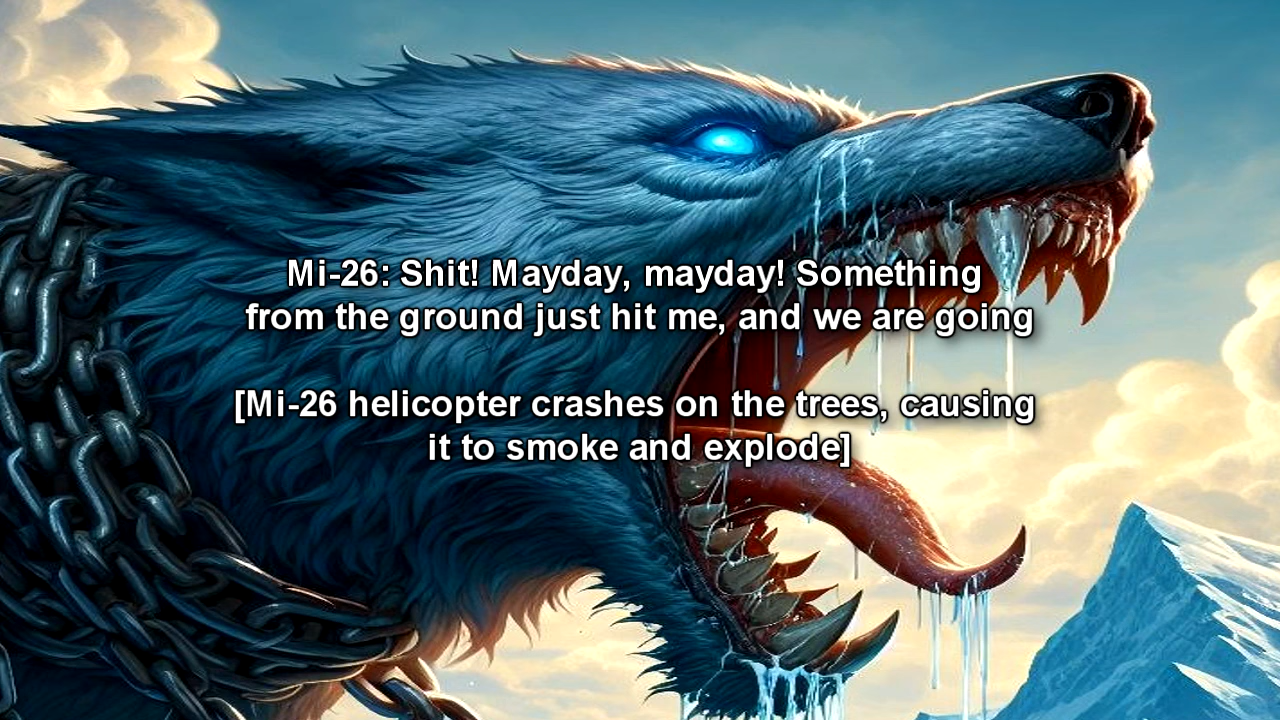 Mi-26: Shit! Mayday, mayday! Something
from the ground just hit me, and we are going
[Mi-26 helicopter crashes on the trees, causing
it to smoke and explode]